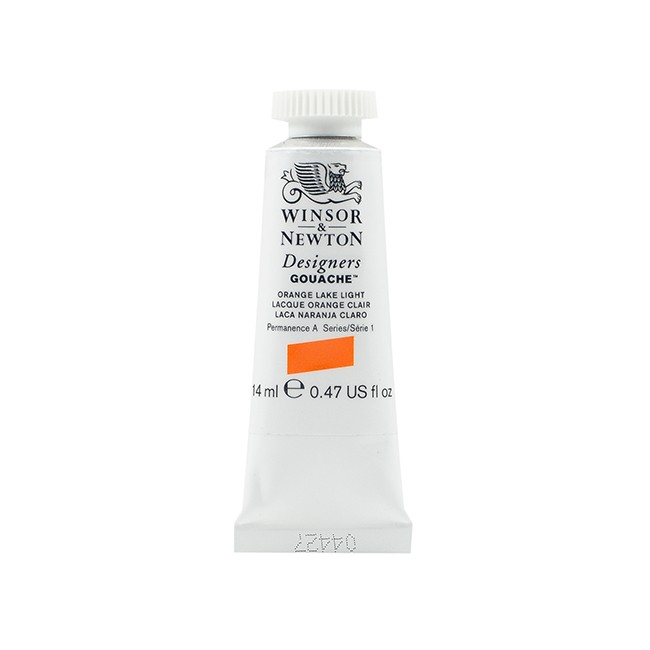 WINSOR
&
NEWTON
Designers
GOUACHE™
ORANGE LAKE LIGHT
LACQUE ORANGE CLAIR
LACA NARANJA CLARO
Permanence A Series/Série 1
14 ml ℮ 0.47 US fl oz